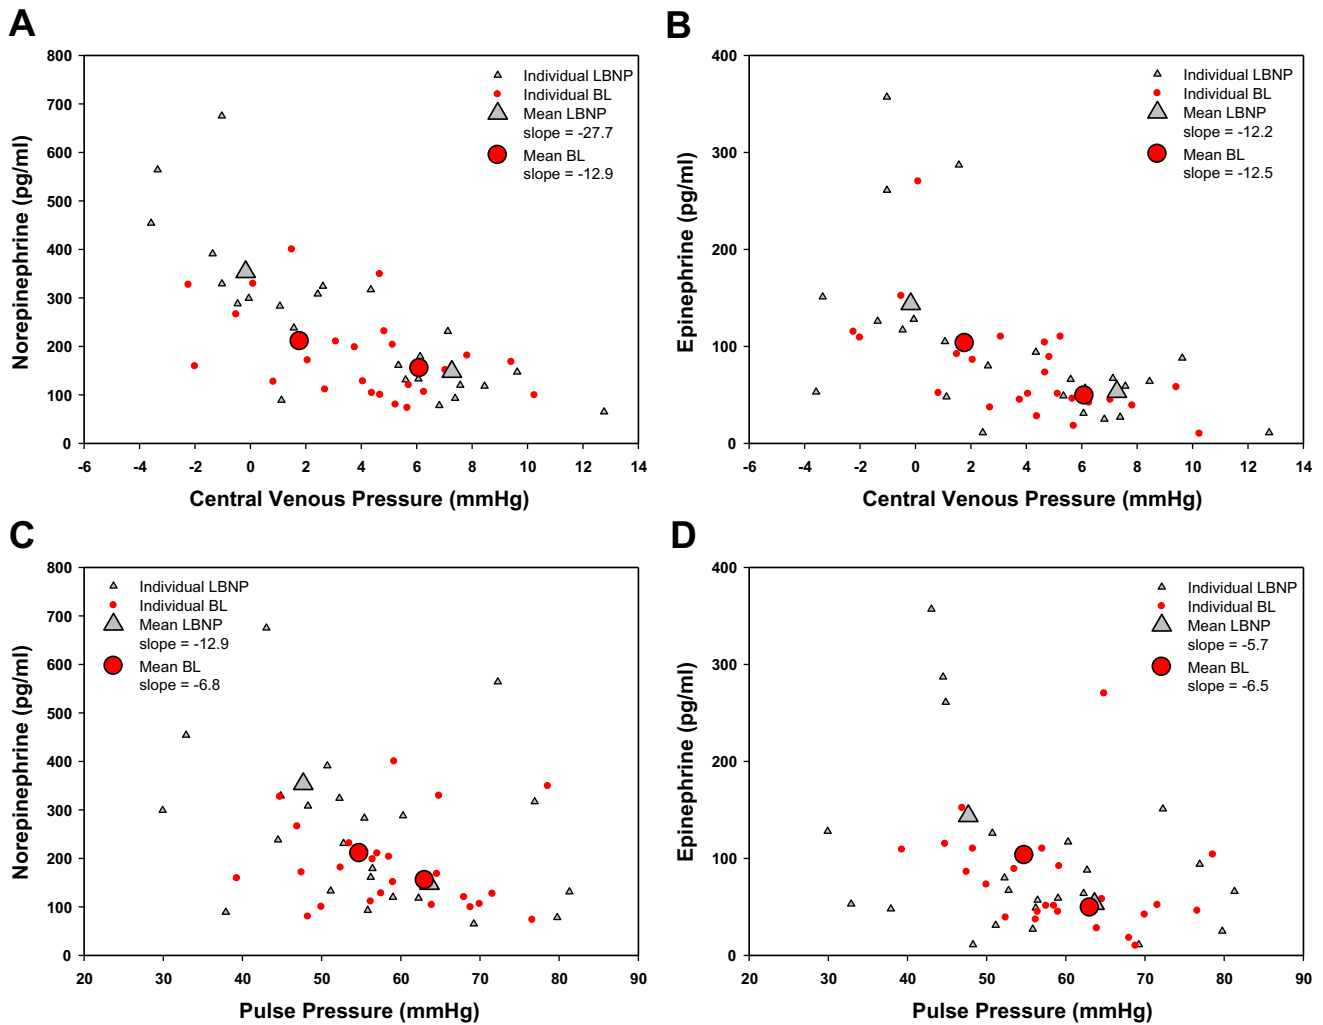 A
Norepinephrine (pg/ml)
800
700
600
500
400
300
200
100
0
Individual LBNP
Individual BL
Mean LBNP
slope = -27.7
Mean BL
slope = -12.9
-6 -4 -2 0 2 4 6 8 10 12 14
Central Venous Pressure (mmHg)
B
Epinephrine (pg/ml)
400
300
200
100
0
Individual LBNP
Individual BL
Mean LBNP
slope = -12.2
Mean BL
slope = -12.5
-6 -4 -2 0 2 4 6 8 10 12 14
Central Venous Pressure (mmHg)
C
Norepinephrine (pg/ml)
800
700
600
500
400
300
200
100
0
Individual LBNP
Individual BL
Mean LBNP
slope = -12.9
Mean BL
slope = -6.8
20 30 40 50 60 70 80 90
Pulse Pressure (mmHg)
D
Epinephrine (pg/ml)
400
300
200
100
0
Individual LBNP
Individual BL
Mean LBNP
slope = -5.7
Mean BL
slope = -6.5
20 30 40 50 60 70 80 90
Pulse Pressure (mmHg)